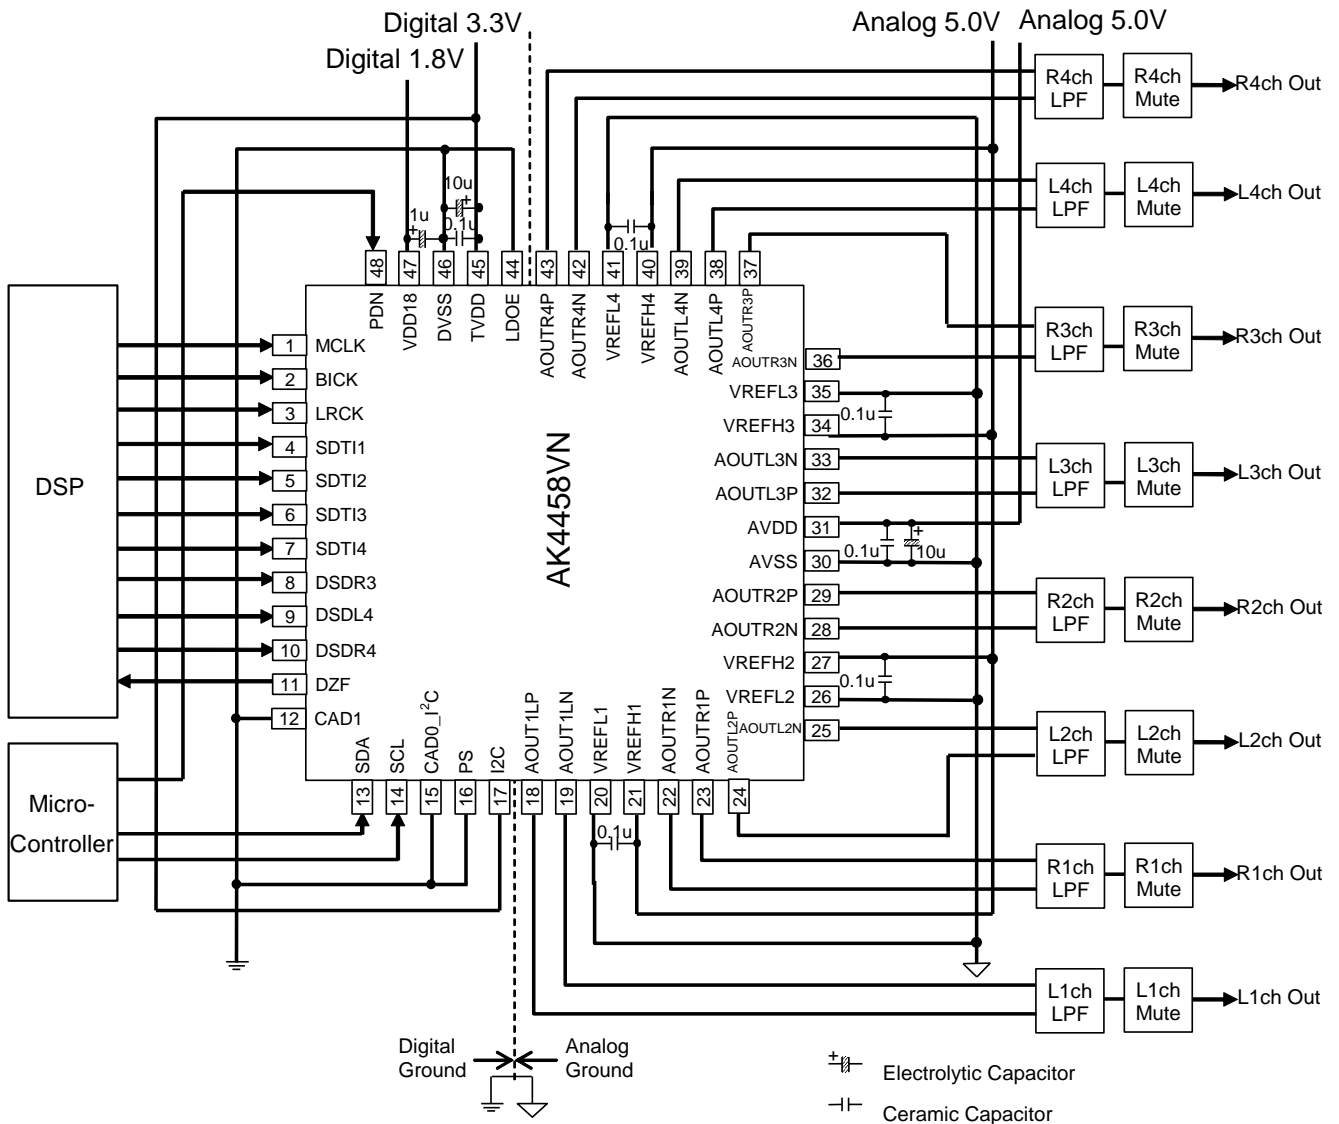 Digital 3.3V
Digital 1.8V
Analog 5.0V
Analog 5.0V
R4ch
LPF
R4ch
Mute
R4ch Out
L4ch
LPF
L4ch
Mute
L4ch Out
R3ch
LPF
R3ch
Mute
R3ch Out
L3ch
LPF
L3ch
Mute
L3ch Out
R2ch
LPF
R2ch
Mute
R2ch Out
L2ch
LPF
L2ch
Mute
L2ch Out
R1ch
LPF
R1ch
Mute
R1ch Out
L1ch
LPF
L1ch
Mute
L1ch Out
10u
1u
0.1u
0.1u
48
47
46
45
44
43
42
41
40
39
38
37
PDN
VDD18
DVSS
TVDD
LDOE
AOUTR4P
AOUTR4N
VREFL4
VREFH4
AOUTL4N
AOUTL4P
AOUTR3P
DSP
1 MCLK
2 BICK
3 LRCK
4 SDTI1
5 SDTI2
6 SDTI3
7 SDTI4
8 DSDR3
9 DSDL4
10 DSDR4
11 DZF
12 CAD1
AK4458VN
AOUTR3N 36
VREFL3 35
0.1u
VREFH3 34
AOUTL3N 33
AOUTL3P 32
AVDD 31
0.1u
10u
AVSS 30
AOUTR2P 29
AOUTR2N 28
VREFH2 27
0.1u
VREFL2 26
AOUTL2N 25
SDA
SCL
CAD0_I²C
PS
I2C
AOUT1LP
AOUT1LN
VREFL1
VREFH1
AOUTR1N
AOUTR1P
AOUTL2P
13
14
15
16
17
18
19
20
21
22
23
24
0.1u
Micro-
Controller
Digital
Ground
Analog
Ground
Electrolytic Capacitor
Ceramic Capacitor